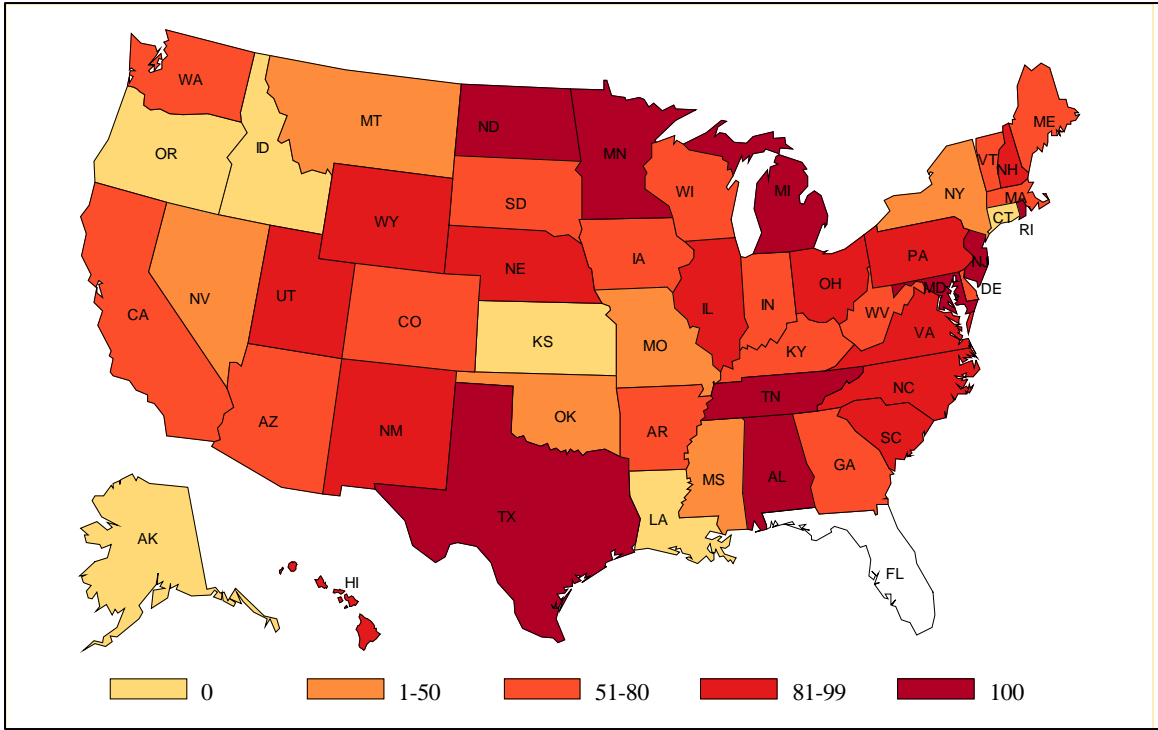 WA
MT
ND
MN
ME
OR
ID
VT
NH
WI
MI
NY
MA
SD
CT
RI
WY
IA
PA
NJ
NE
OH
MD
DE
NV
UT
IL
IN
WV
CA
CO
VA
KS
MO
KY
NC
TN
AZ
NM
OK
AR
SC
GA
MS
AL
TX
LA
AK
HI
FL
0 1-50 51-80 81-99 100